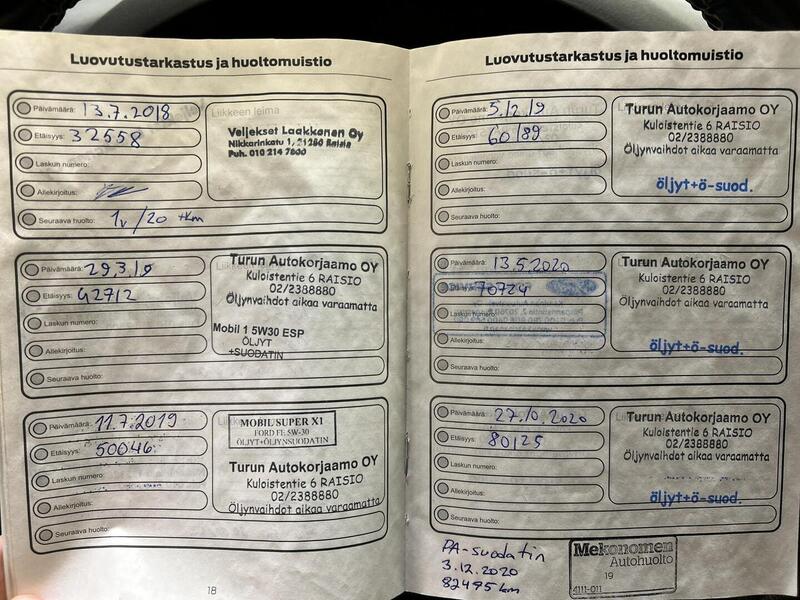 Luovutustarkastus ja huoltomuistio
Päivämäärä: 13.7.2018
Liikkeen leima
Etäisyys: 32558
Veljekset Laakkonen Oy
Nikkarinkatu 1, 21280 Raisio
Puh. 010 214 7800
Laskun numero:
Allekirjoitus:
Seuraava huolto: 1v/20 tkm
Päivämäärä: 29.3.19
Turun Autokorjaamo OY
Kuloistentie 6 RAISIO
02/2388880
Öljynvaihdot aikaa varaamatta
Etäisyys: 42712
Laskun numero:
Mobil 1 5W30 ESP
ÖLJYT
+SUODATIN
Allekirjoitus:
Seuraava huolto:
Päivämäärä: 11.7.2019
MOBIL SUPER X1
FORD FE 5W-30
ÖLJYT+ÖLJYNSUODATIN
Etäisyys: 50046
Laskun numero:
Turun Autokorjaamo OY
Kuloistentie 6 RAISIO
02/2388880
Öljynvaihdot aikaa varaamatta
Allekirjoitus:
Seuraava huolto:
18
Luovutustarkastus ja huoltomuistio
Päivämäärä: 5.12.19
Turun Autokorjaamo OY
Kuloistentie 6 RAISIO
02/2388880
Öljynvaihdot aikaa varaamatta
Etäisyys: 60189
Laskun numero:
Allekirjoitus:
öljyt+ö-suod.
Seuraava huolto:
Päivämäärä: 13.5.2020
Turun Autokorjaamo OY
Kuloistentie 6 RAISIO
02/2388880
Öljynvaihdot aikaa varaamatta
Etäisyys: 70724
Laskun numero:
Allekirjoitus:
öljyt+ö-suod.
Seuraava huolto:
Päivämäärä: 27.10.2020
Turun Autokorjaamo OY
Kuloistentie 6 RAISIO
02/2388880
Öljynvaihdot aikaa varaamatta
Etäisyys: 80125
Laskun numero:
Allekirjoitus:
öljyt+ö-suod.
Seuraava huolto:
PA-suodatin
3.12.2020
82495 km
Mekonomen
Autohuolto
19
4111-011